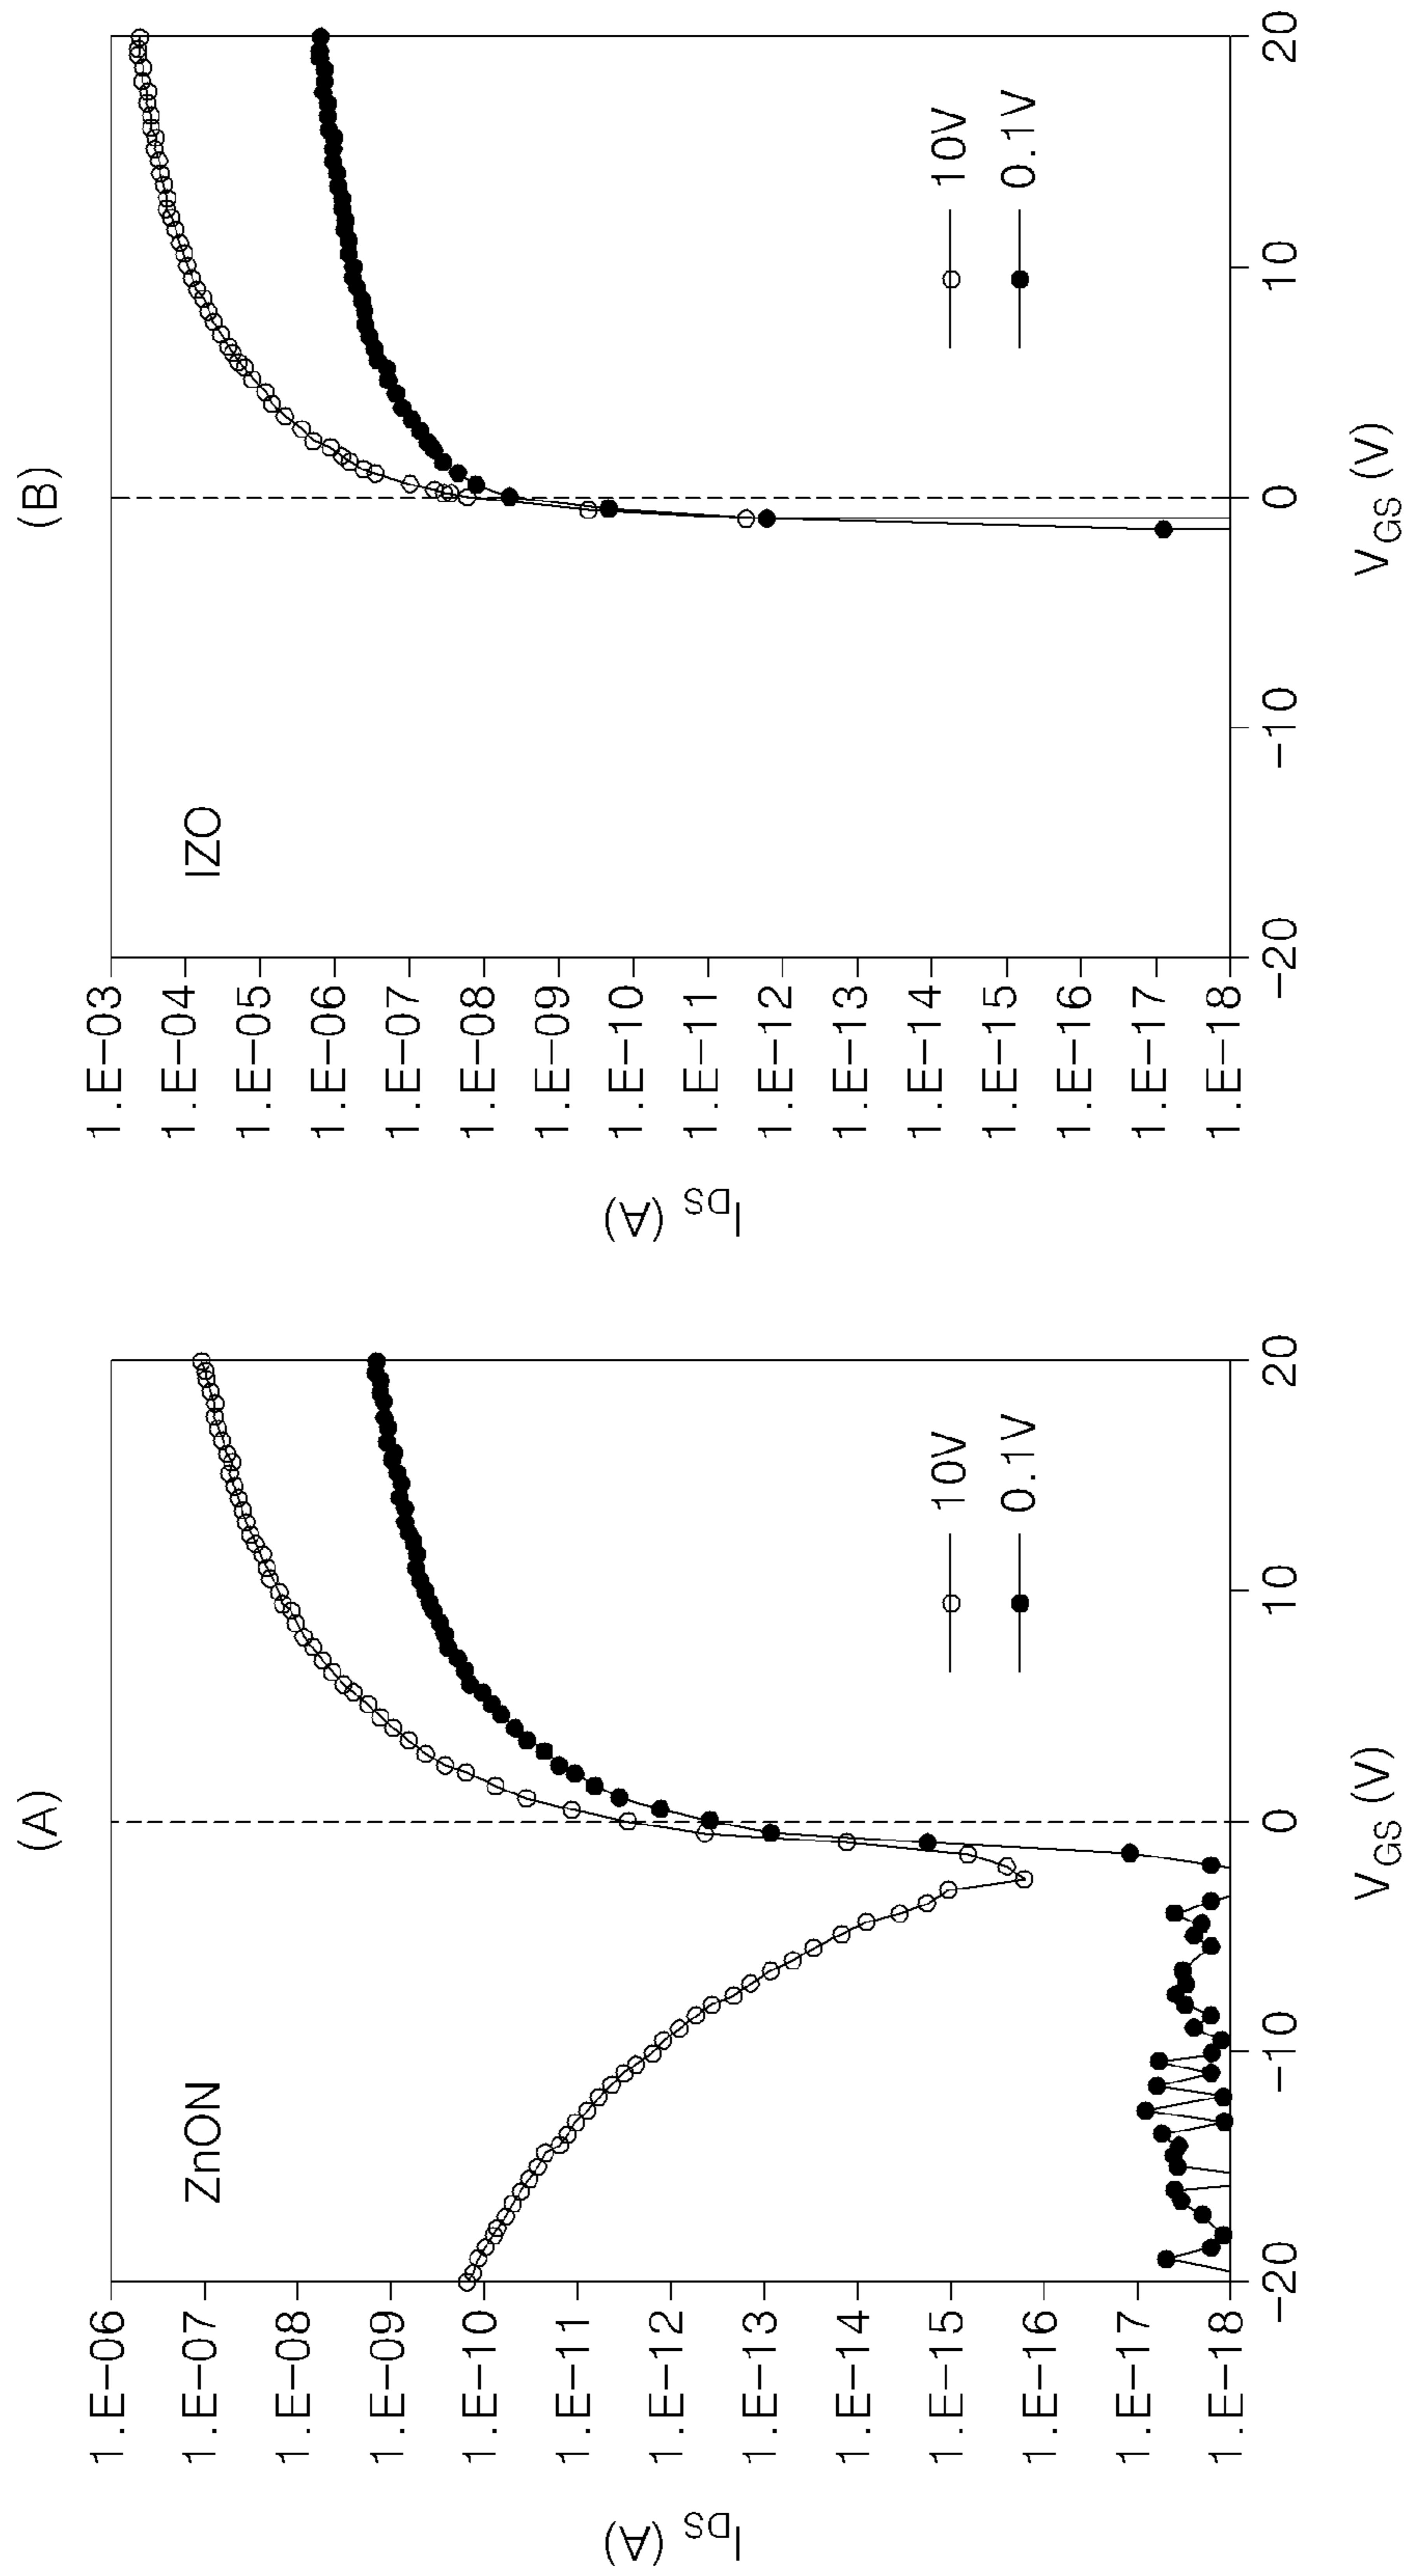 (A)
ZnON
1.E-06
1.E-07
1.E-08
1.E-09
1.E-10
1.E-11
1.E-12
1.E-13
1.E-14
1.E-15
1.E-16
1.E-17
1.E-18
IDS (A)
10V
0.1V
-20 -10 0 10 20
VGS (V)
(B)
IZO
1.E-03
1.E-04
1.E-05
1.E-06
1.E-07
1.E-08
1.E-09
1.E-10
1.E-11
1.E-12
1.E-13
1.E-14
1.E-15
1.E-16
1.E-17
1.E-18
IDS (A)
10V
0.1V
-20 -10 0 10 20
VGS (V)